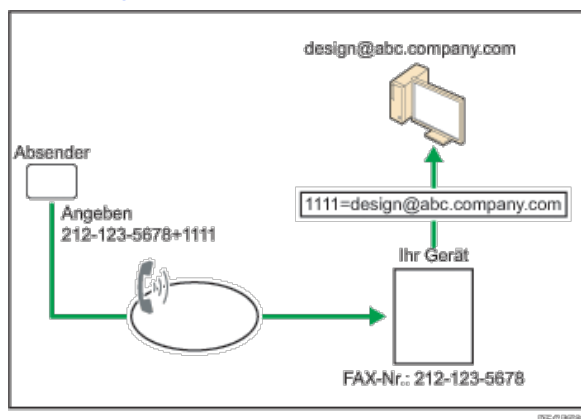 design@abc.company.com
Absender
Angeben
212-123-5678+1111
1111=design@abc.company.com
Ihr Gerät
FAX-Nr.: 212-123-5678